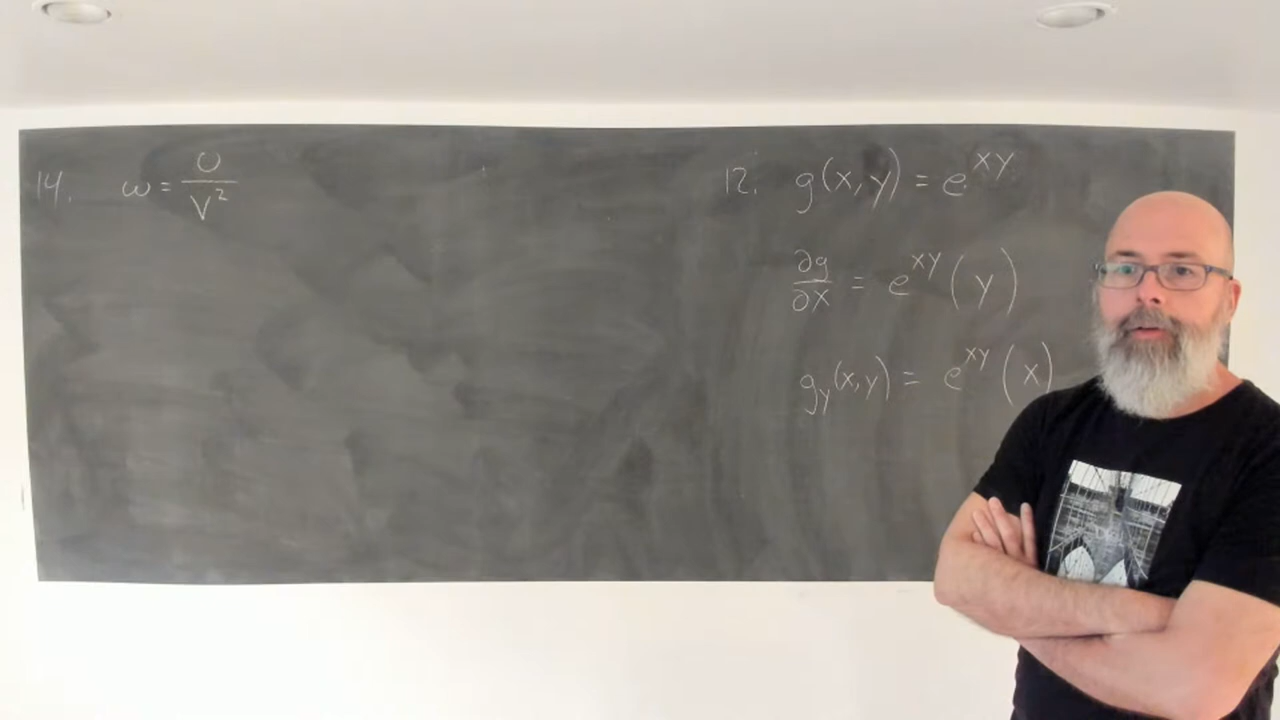 14. ω = U/V²
12. g(x,y) = e^{xy}
∂g/∂x = e^{xy}(y)
g_y(x,y) = e^{xy}(x)